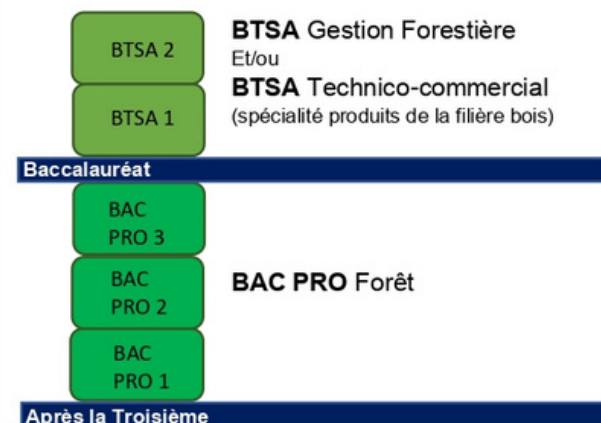 BTSA 2
BTSA Gestion Forestière
Et/ou
BTSA Technico-commercial
BTSA 1
(spécialité produits de la filière bois)
Baccalauréat
BAC
PRO 3
BAC
PRO 2
BAC PRO Forêt
BAC
PRO 1
Après la Troisième